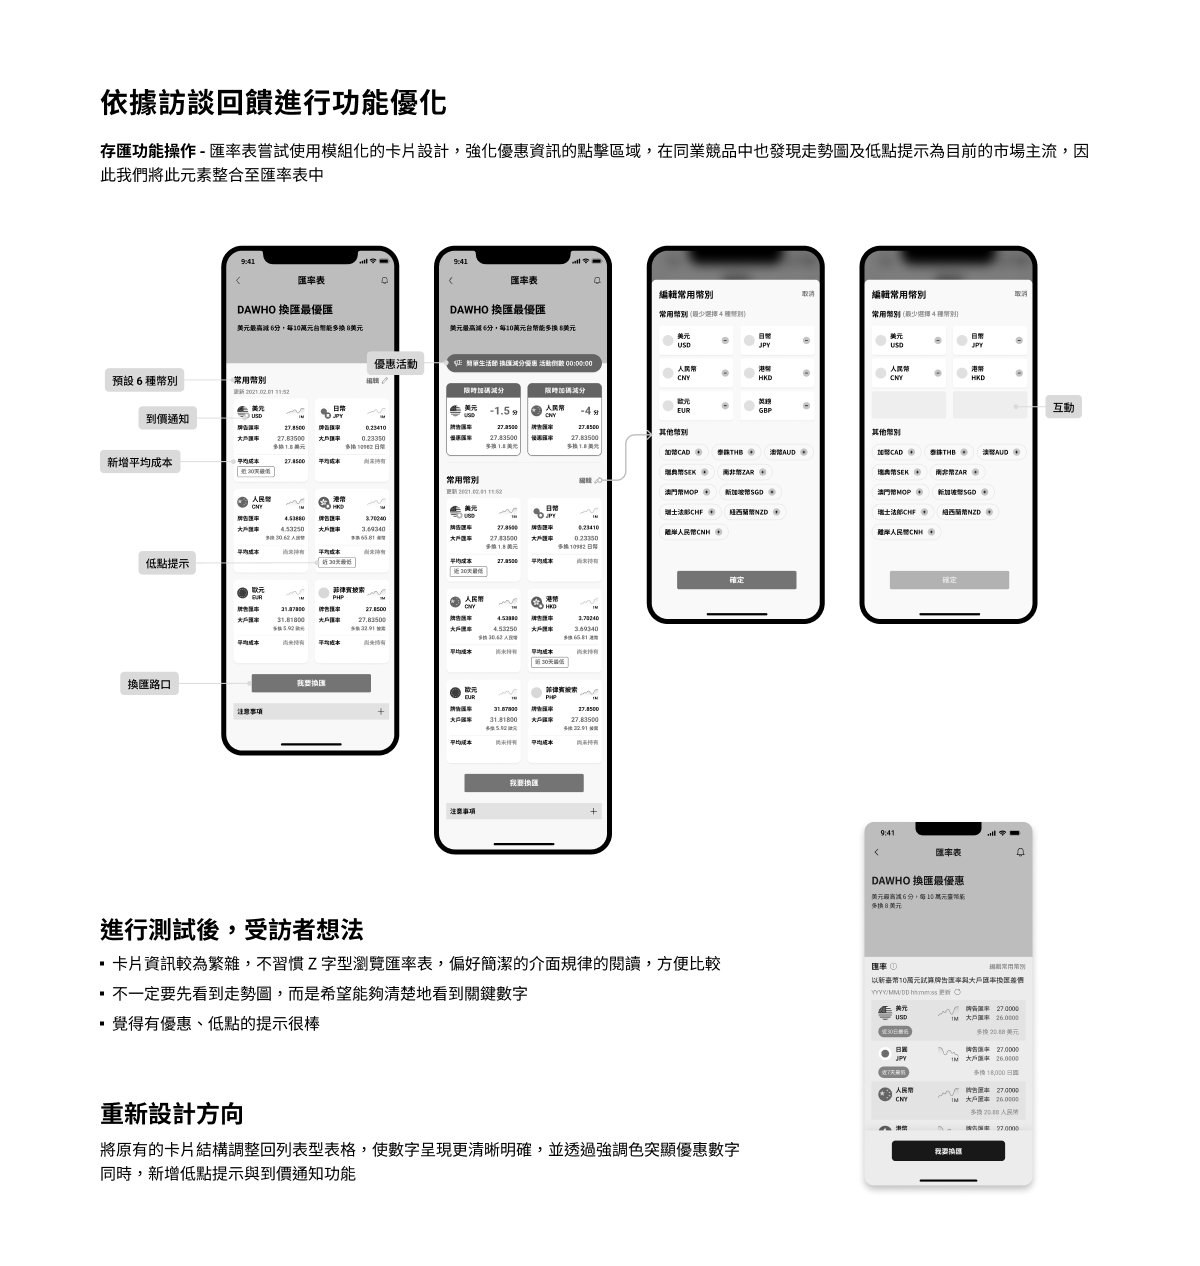 依據訪談回饋進行功能優化
存匯功能操作 - 匯率表嘗試使用模組化的卡片設計，強化優惠資訊的點擊區域，在同業競品中也發現走勢圖及低點提示為目前的市場主流，因
此我們將此元素整合至匯率表中
預設 6 種幣別
到價通知
新增平均成本
低點提示
換匯路口
優惠活動
互動
9:41
匯率表
DAWHO 換匯最優匯
美元最高減 6分，每10萬元台幣能多換 8美元
常用幣別
編輯
更新 2021.02.01 11:52
美元
USD
1M
牌告匯率 27.8500
大戶匯率 27.83500
多換 1.8 美元
平均成本 27.8500
近 30天最低
日幣
JPY
1M
牌告匯率 0.23410
大戶匯率 0.23350
多換 10982 日幣
平均成本 尚未持有
人民幣
CNY
1M
牌告匯率 4.53880
大戶匯率 4.53250
多換 30.62 人民幣
平均成本 尚未持有
港幣
HKD
1M
牌告匯率 3.70240
大戶匯率 3.69340
多換 65.81 港幣
平均成本 尚未持有
近 30天最低
歐元
EUR
1M
牌告匯率 31.87800
大戶匯率 31.81800
多換 5.92 歐元
平均成本 尚未持有
菲律賓披索
PHP
1M
牌告匯率 27.8500
大戶匯率 27.83500
多換 32.91 披索
平均成本 尚未持有
我要換匯
注意事項
9:41
匯率表
DAWHO 換匯最優匯
美元最高減 6分，每10萬元台幣能多換 8美元
簡單生活節 換匯減分優惠 活動倒數 00:00:00
限時加碼減分
美元
USD
-1.5 分
牌告匯率 27.8500
優惠匯率 27.83500
多換 1.8 美元
限時加碼減分
人民幣
CNY
-4 分
牌告匯率 27.8500
優惠匯率 27.83500
多換 1.8 美元
常用幣別
編輯
更新 2021.02.01 11:52
美元
USD
1M
牌告匯率 27.8500
大戶匯率 27.83500
多換 1.8 美元
平均成本 27.8500
近 30天最低
日幣
JPY
1M
牌告匯率 0.23410
大戶匯率 0.23350
多換 10982 日幣
平均成本 尚未持有
人民幣
CNY
1M
牌告匯率 4.53880
大戶匯率 4.53250
多換 30.62 人民幣
平均成本 尚未持有
港幣
HKD
1M
牌告匯率 3.70240
大戶匯率 3.69340
多換 65.81 港幣
平均成本 尚未持有
近 30天最低
歐元
EUR
1M
牌告匯率 31.87800
大戶匯率 31.81800
多換 5.92 歐元
平均成本 尚未持有
菲律賓披索
PHP
1M
牌告匯率 27.8500
大戶匯率 27.83500
多換 32.91 披索
平均成本 尚未持有
我要換匯
注意事項
編輯常用幣別
取消
常用幣別 (最少選擇 4 種幣別)
美元
USD
日幣
JPY
人民幣
CNY
港幣
HKD
歐元
EUR
英鎊
GBP
其他幣別
加幣CAD
泰銖THB
澳幣AUD
瑞典幣SEK
南非幣ZAR
澳門幣MOP
新加坡幣SGD
瑞士法郎CHF
紐西蘭幣NZD
離岸人民幣CNH
確定
編輯常用幣別
取消
常用幣別 (最少選擇 4 種幣別)
美元
USD
日幣
JPY
人民幣
CNY
港幣
HKD
其他幣別
加幣CAD
泰銖THB
澳幣AUD
瑞典幣SEK
南非幣ZAR
澳門幣MOP
新加坡幣SGD
瑞士法郎CHF
紐西蘭幣NZD
離岸人民幣CNH
確定
進行測試後，受訪者想法
▪ 卡片資訊較為繁雜，不習慣 Z 字型瀏覽匯率表，偏好簡潔的介面規律的閱讀，方便比較
▪ 不一定要先看到走勢圖，而是希望能夠清楚地看到關鍵數字
▪ 覺得有優惠、低點的提示很棒
重新設計方向
將原有的卡片結構調整回列表型表格，使數字呈現更清晰明確，並透過強調色突顯優惠數字
同時，新增低點提示與到價通知功能
9:41
匯率表
DAWHO 換匯最優惠
美元最高減 6 分，每 10 萬元臺幣能
多換 8 美元
匯率
編輯常用幣別
以新臺幣10萬元試算牌告匯率與大戶匯率換匯差價
YYYY/MM/DD hh:mm:ss 更新
美元
USD
1M
牌告匯率 27.0000
大戶匯率 26.0000
近30日最低
多換 20.88 美元
日圓
JPY
1M
牌告匯率 27.0000
大戶匯率 26.0000
近7天最低
多換 18,000 日圓
人民幣
CNY
1M
牌告匯率 27.0000
大戶匯率 26.0000
多換 20.88 人民幣
港幣
牌告匯率 27.0000
我要換匯